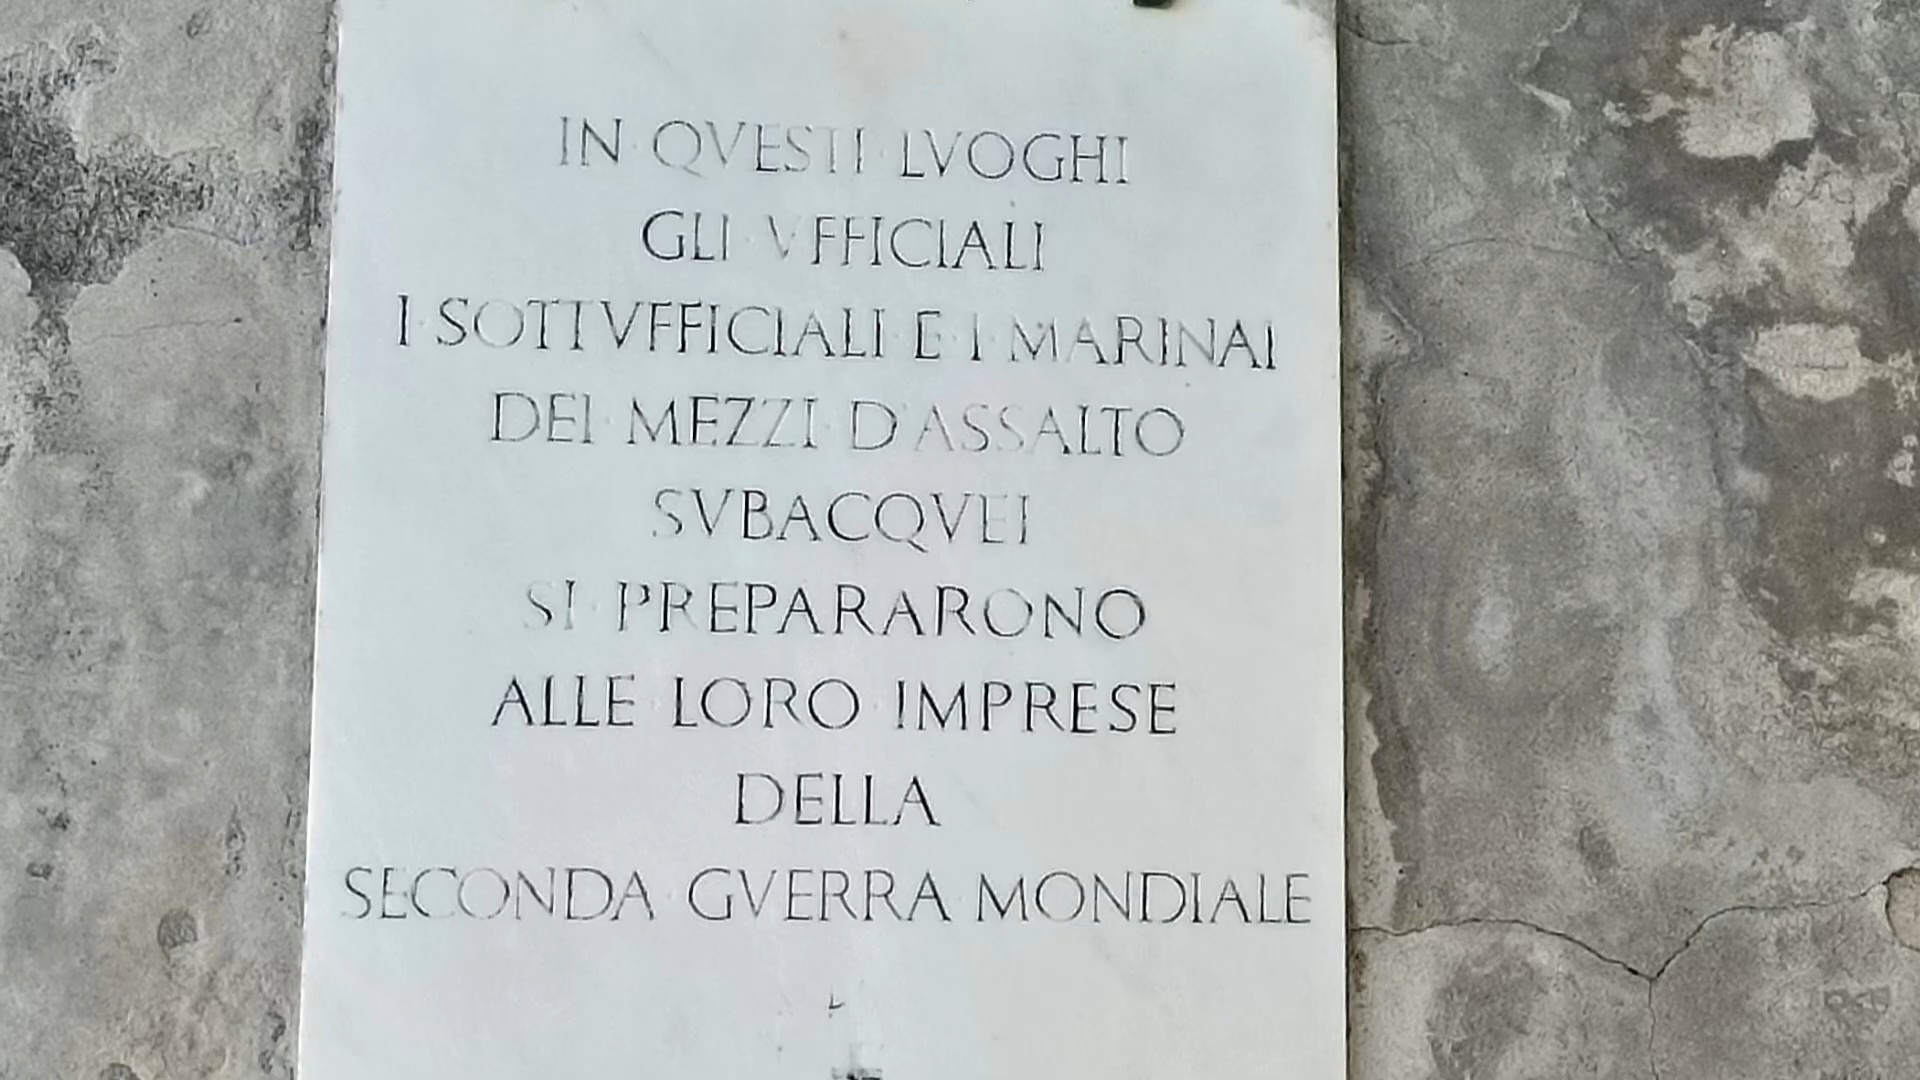 IN QVESTI LVOGHI
GLI VFFICIALI
I·SOTTVFFICIALI·E·I·MARINAI
DEI·MEZZI·D'ASSALTO
SVBACQVEI
SI·PREPARARONO
ALLE·LORO·IMPRESE
DELLA
SECONDA·GVERRA·MONDIALE